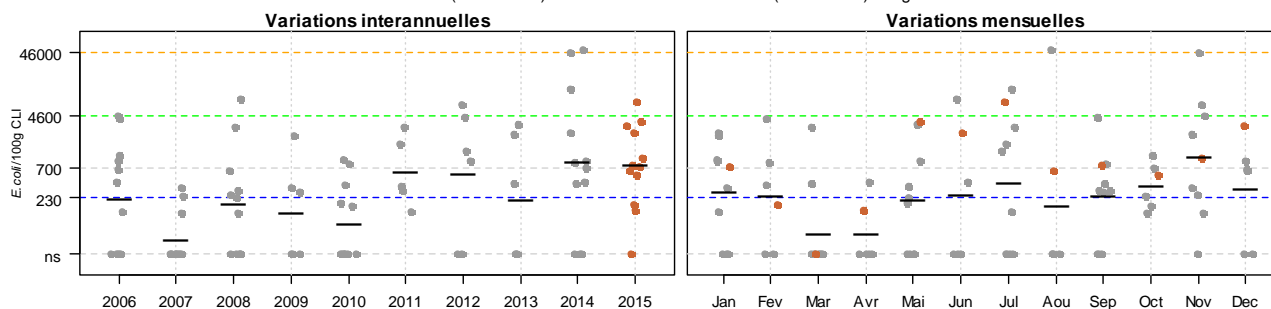 Variations interannuelles
Variations mensuelles
E.coli/100g CLI
46000
4600
700
230
ns
2006 2007 2008 2009 2010 2011 2012 2013 2014 2015
Jan Fev Mar Avr Mai Jun Jul Aou Sep Oct Nov Dec